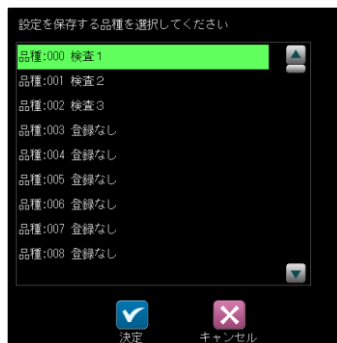 設定を保存する品種を選択してください
品種:000 検査１
品種:001 検査２
品種:002 検査３
品種:003 登録なし
品種:004 登録なし
品種:005 登録なし
品種:006 登録なし
品種:007 登録なし
品種:008 登録なし
決定 キャンセル